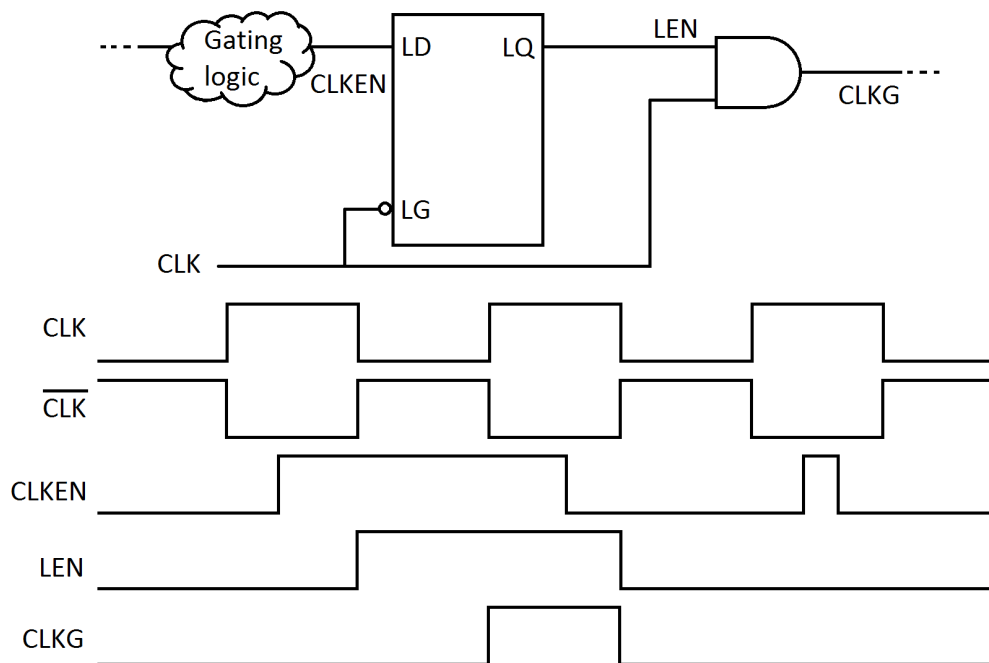 Gating
logic
CLKEN
LD
LQ
LG
LEN
CLKG
CLK
CLK
CLK
CLKEN
LEN
CLKG